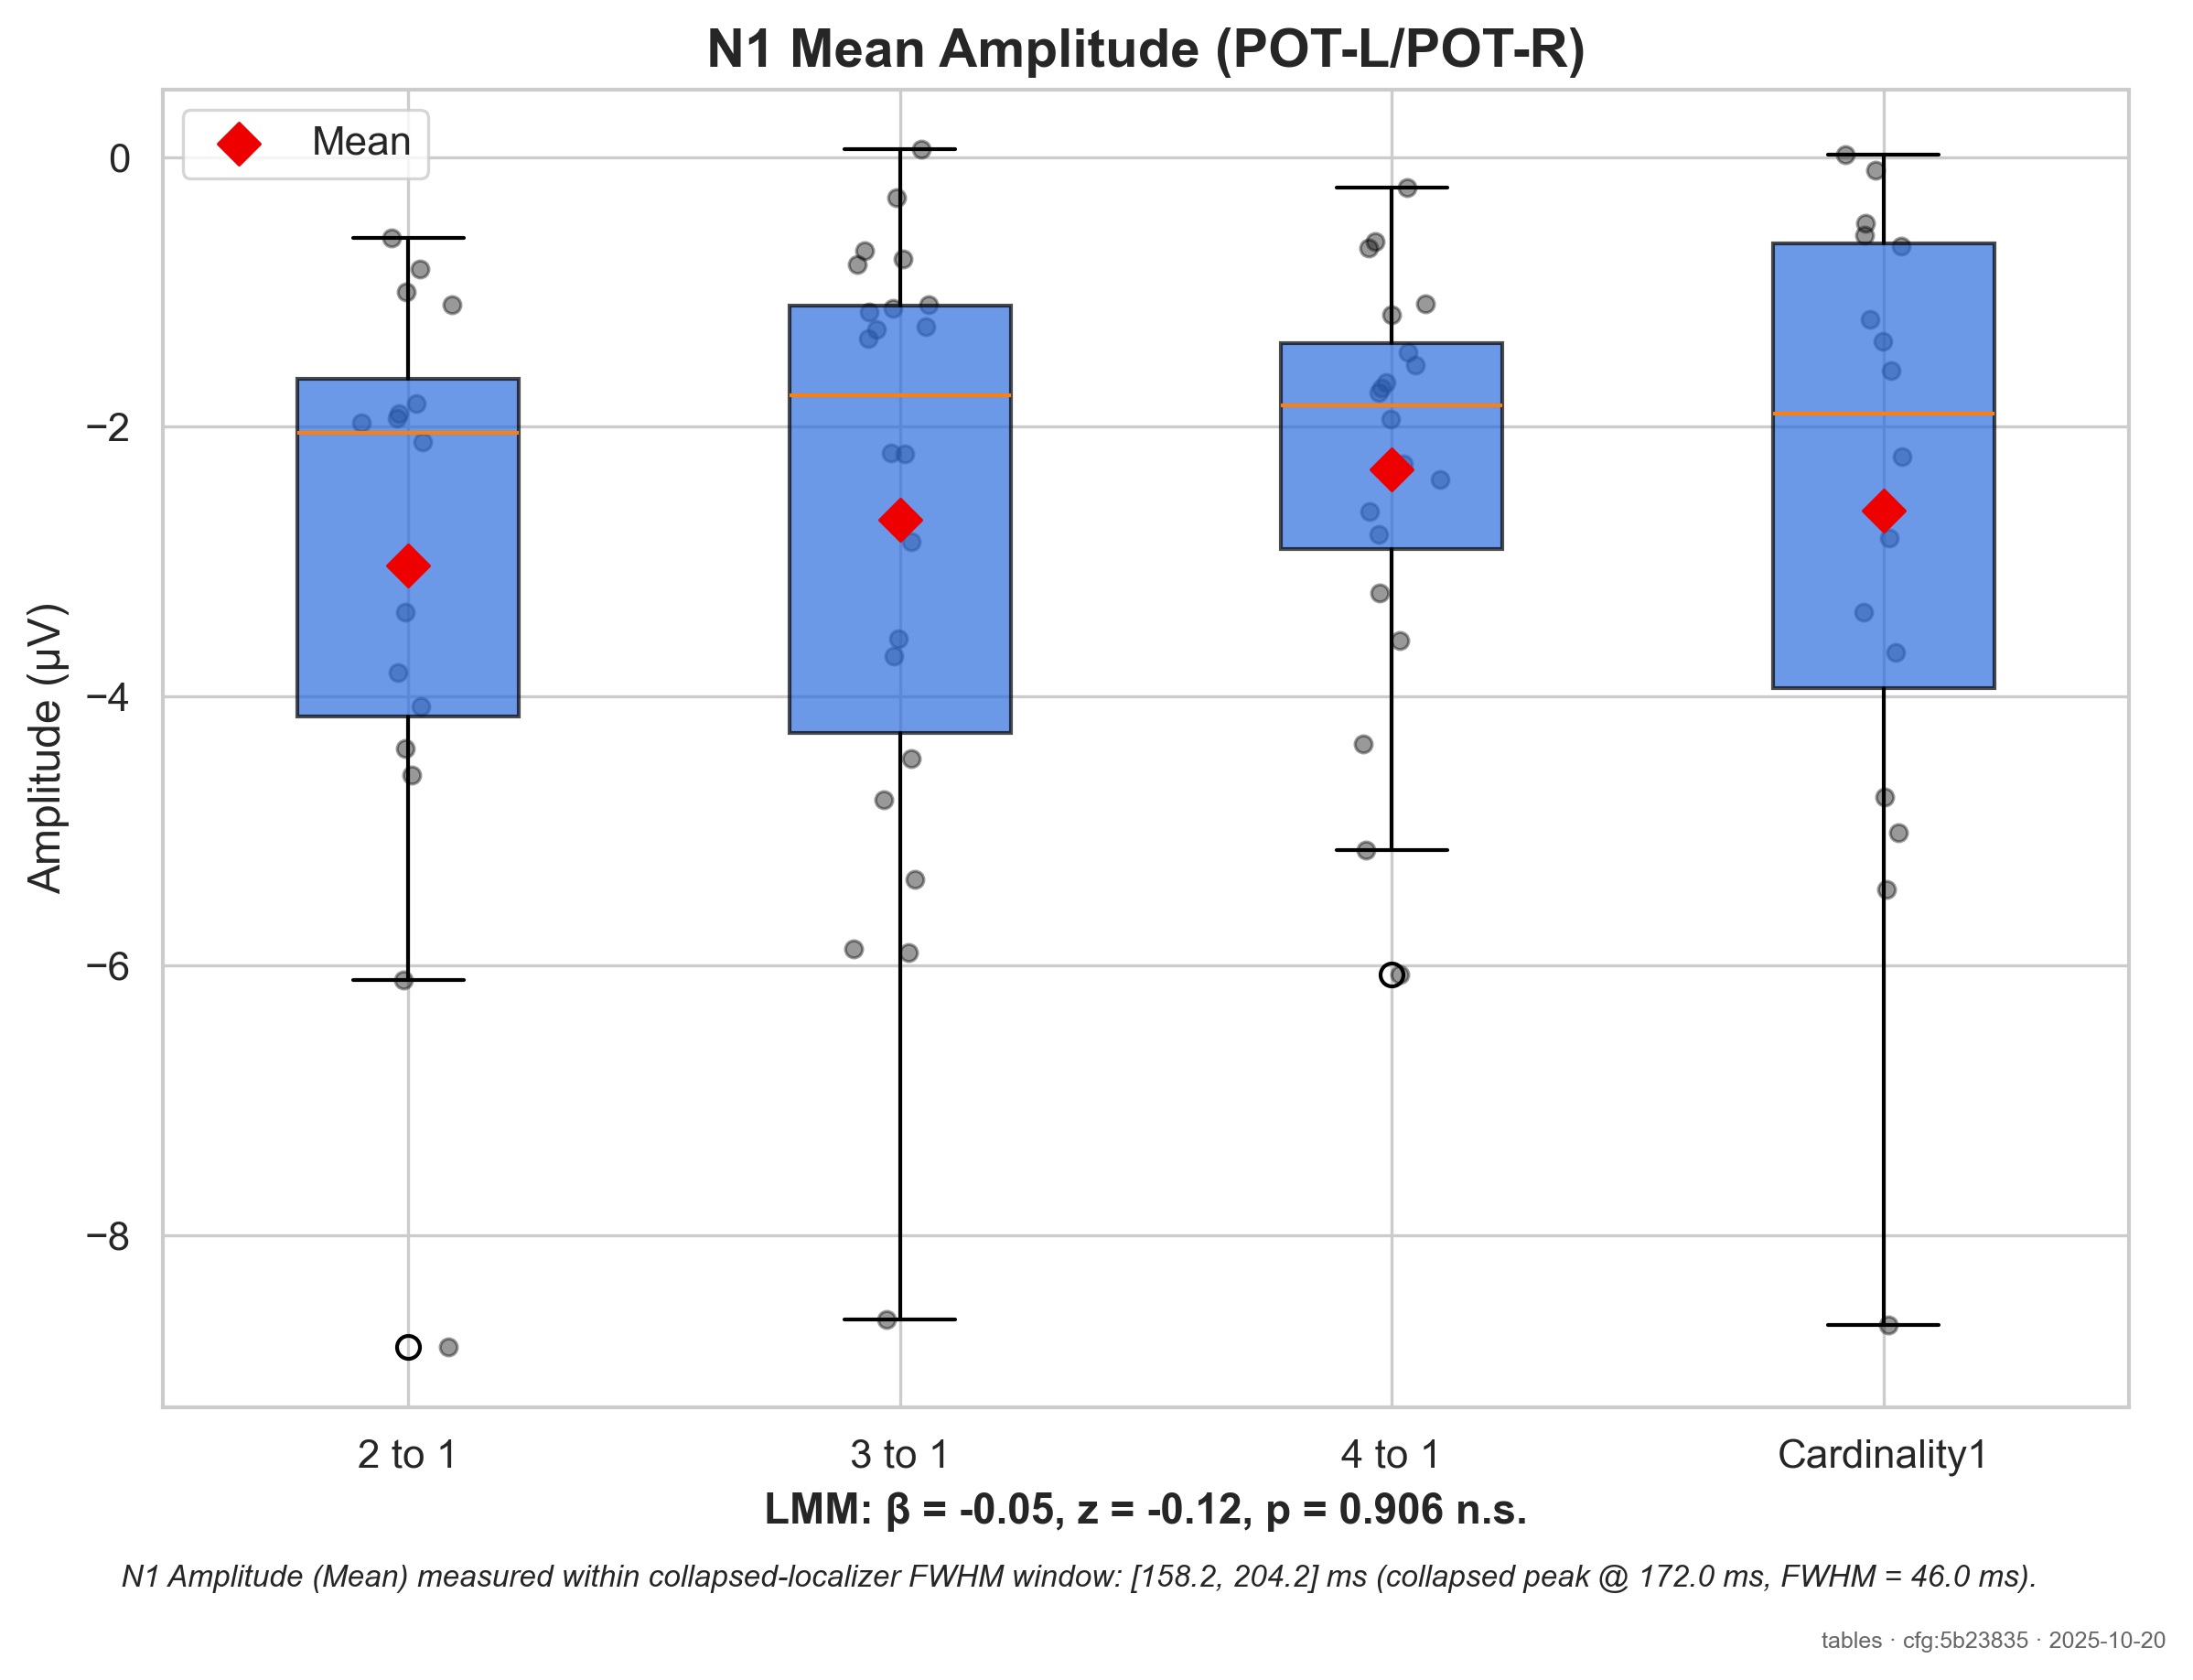 N1 Mean Amplitude (POT-L/POT-R)
Mean
0
−2
−4
−6
−8
Amplitude (µV)
2 to 1
3 to 1
4 to 1
Cardinality1
LMM: β = -0.05, z = -0.12, p = 0.906 n.s.
N1 Amplitude (Mean) measured within collapsed-localizer FWHM window: [158.2, 204.2] ms (collapsed peak @ 172.0 ms, FWHM = 46.0 ms).
tables · cfg:5b23835 · 2025-10-20